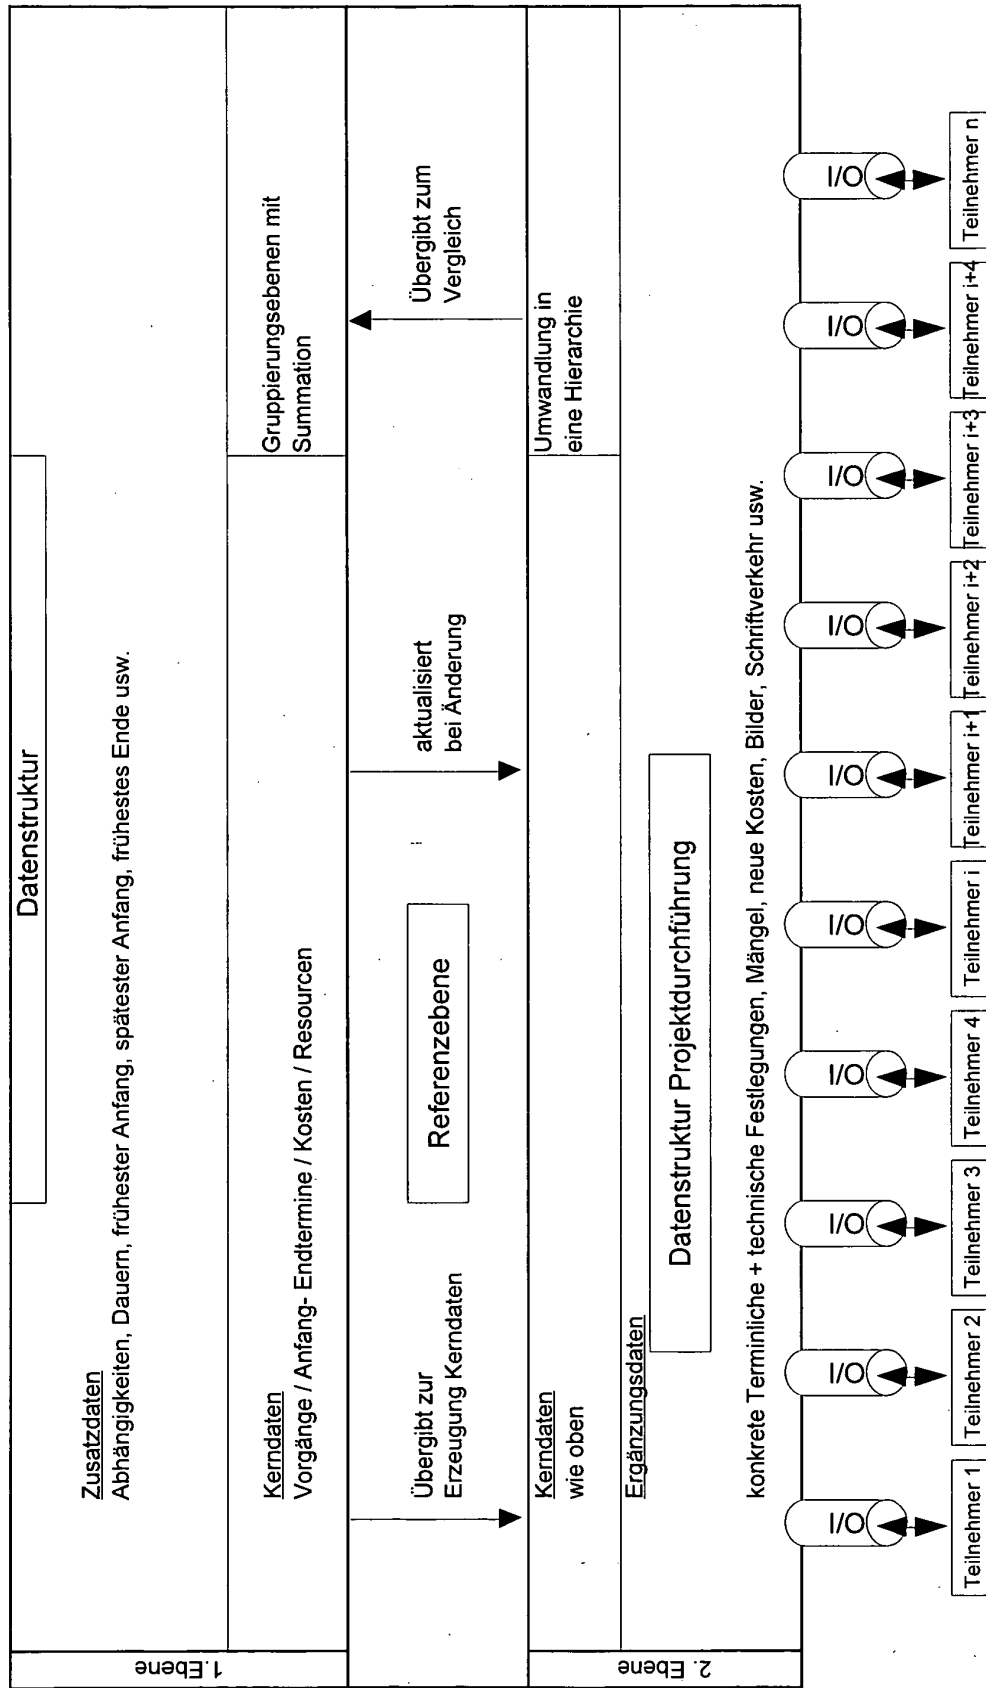 Datenstruktur
1.Ebene
Zusatzdaten
Abhängigkeiten, Dauern, frühester Anfang, spätester Anfang, frühestes Ende usw.
Kerndaten
Vorgänge / Anfang- Endtermine / Kosten / Resourcen
Gruppierungsebenen mit
Summation
Übergibt zur
Erzeugung Kerndaten
Referenzebene
aktualisiert
bei Änderung
Übergibt zum
Vergleich
2. Ebene
Kerndaten
wie oben
Umwandlung in
eine Hierarchie
Ergänzungsdaten
Datenstruktur Projektdurchführung
konkrete Terminliche + technische Festlegungen, Mängel, neue Kosten, Bilder, Schriftverkehr usw.
I/O
I/O
I/O
I/O
I/O
I/O
I/O
I/O
I/O
I/O
Teilnehmer 1
Teilnehmer 2
Teilnehmer 3
Teilnehmer 4
Teilnehmer i
Teilnehmer i+1
Teilnehmer i+2
Teilnehmer i+3
Teilnehmer i+4
Teilnehmer n